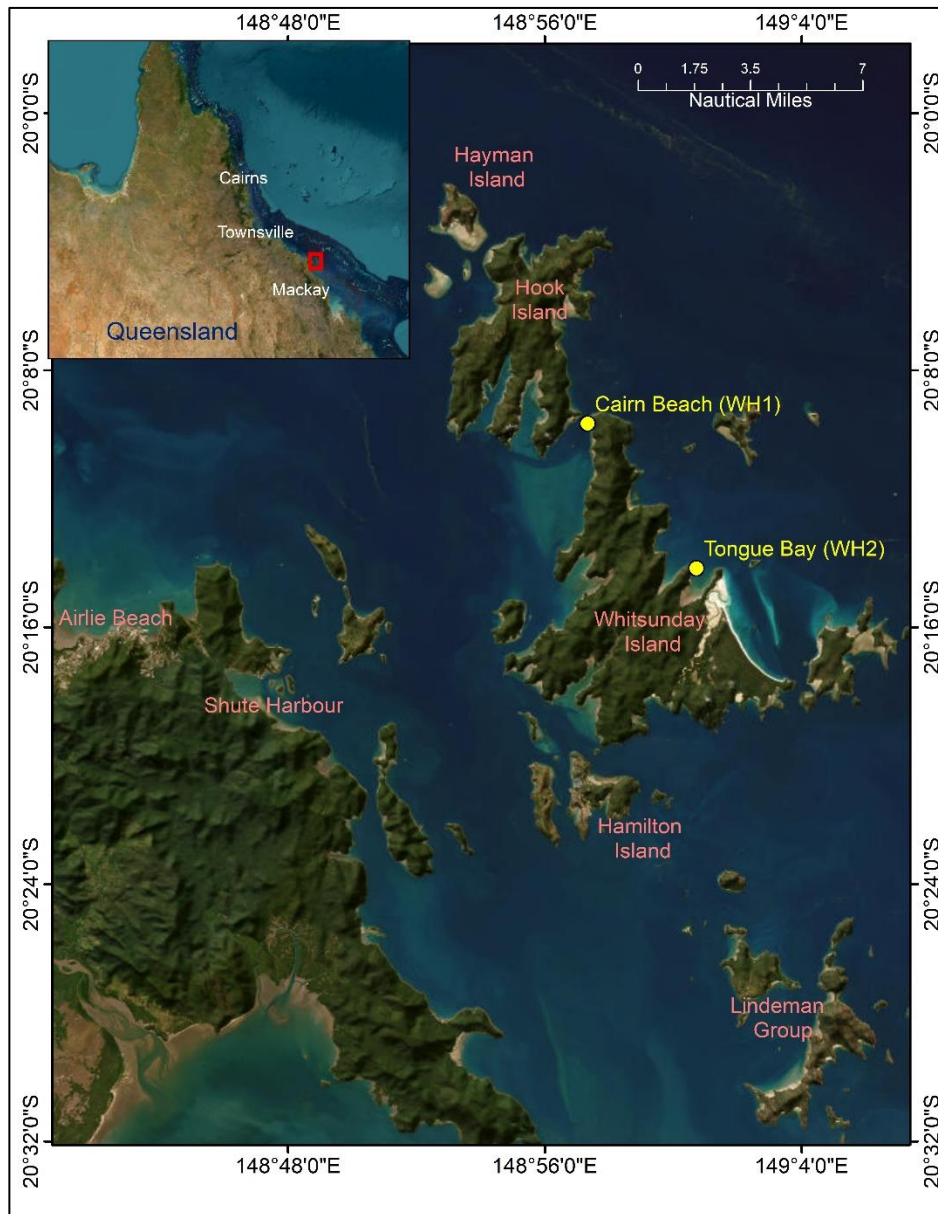 148°48'0"E
148°56'0"E
149°4'0"E
0 1.75 3.5 7
Nautical Miles
Cairns
Townsville
Mackay
Queensland
20°0'0"S
20°0'0"S
Hayman
Island
Hook
Island
20°8'0"S
20°8'0"S
Cairn Beach (WH1)
Tongue Bay (WH2)
Airlie Beach
Whitsunday
Island
20°16'0"S
20°16'0"S
Shute Harbour
Hamilton
Island
20°24'0"S
20°24'0"S
Lindeman
Group
20°32'0"S
20°32'0"S
148°48'0"E
148°56'0"E
149°4'0"E